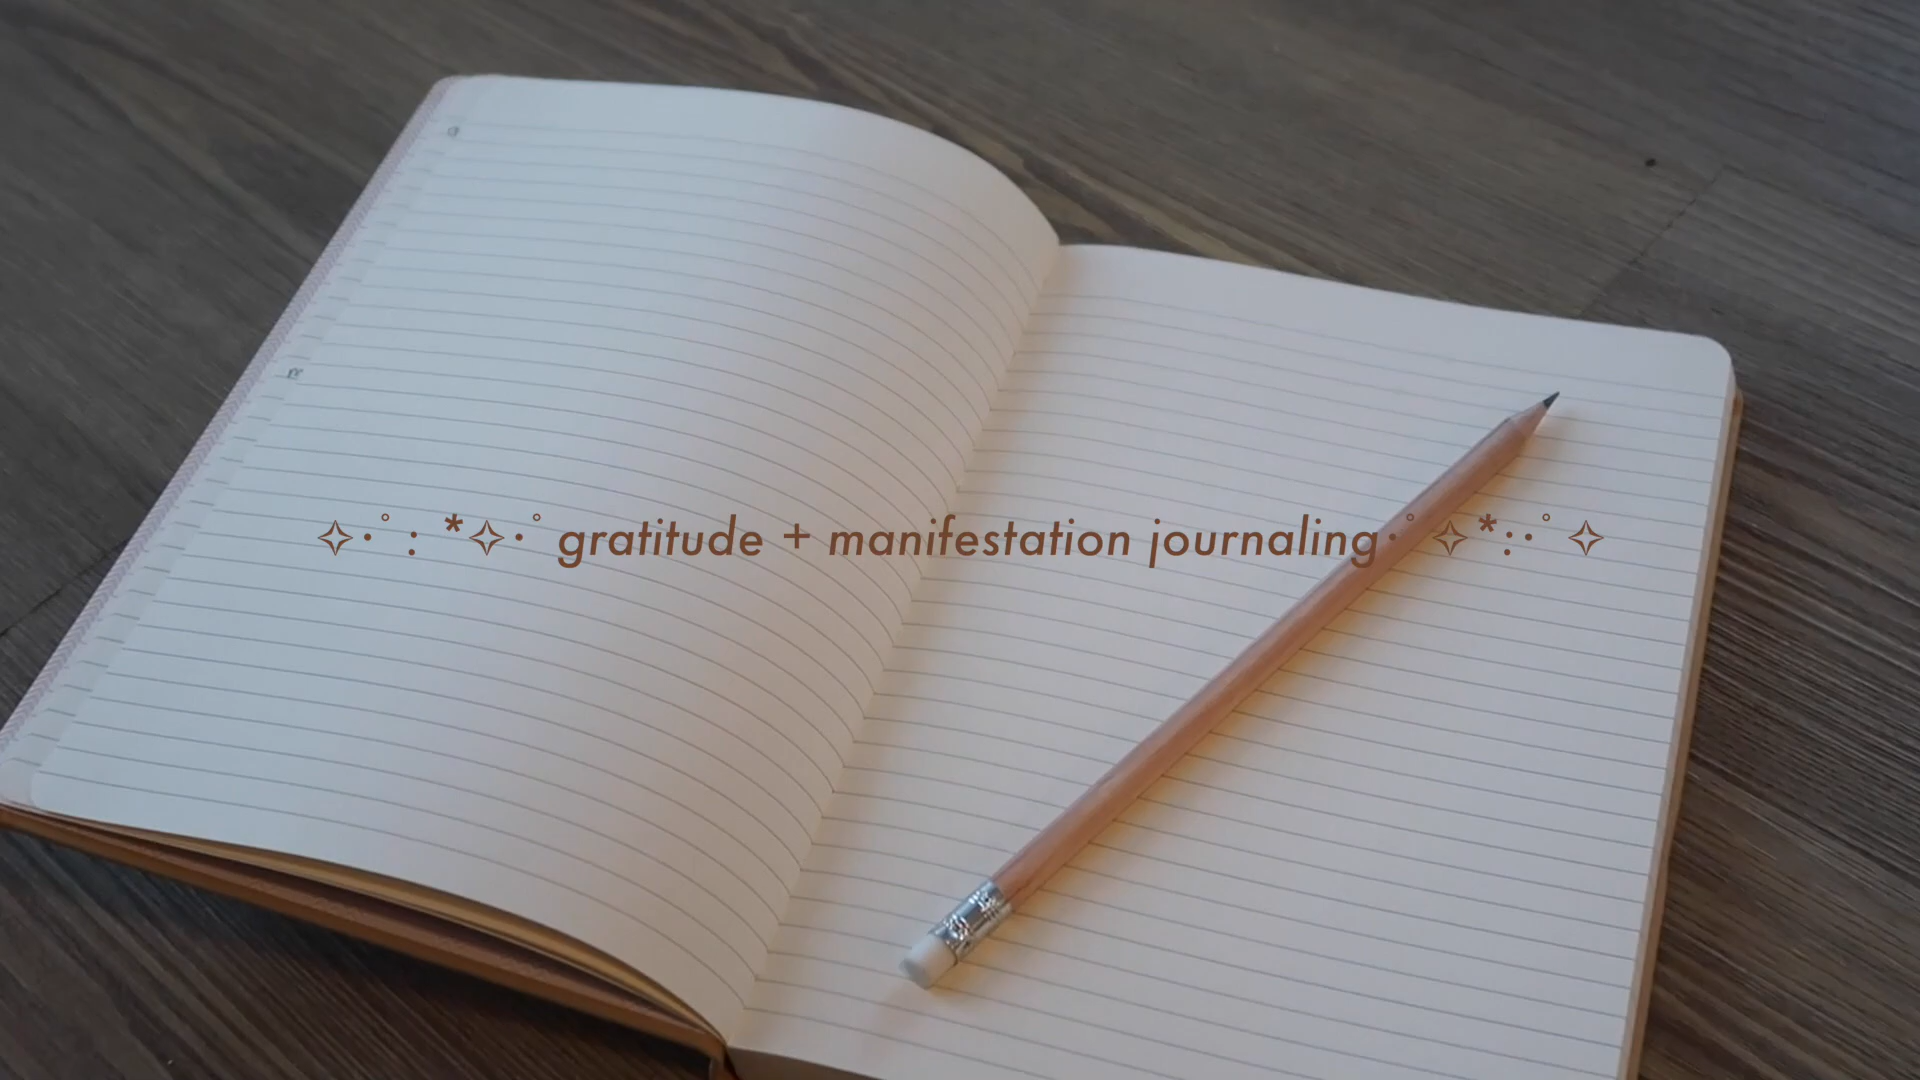 ✧･ﾟ: *✧･ﾟ gratitude + manifestation journaling･ﾟ✧*:･ﾟ✧